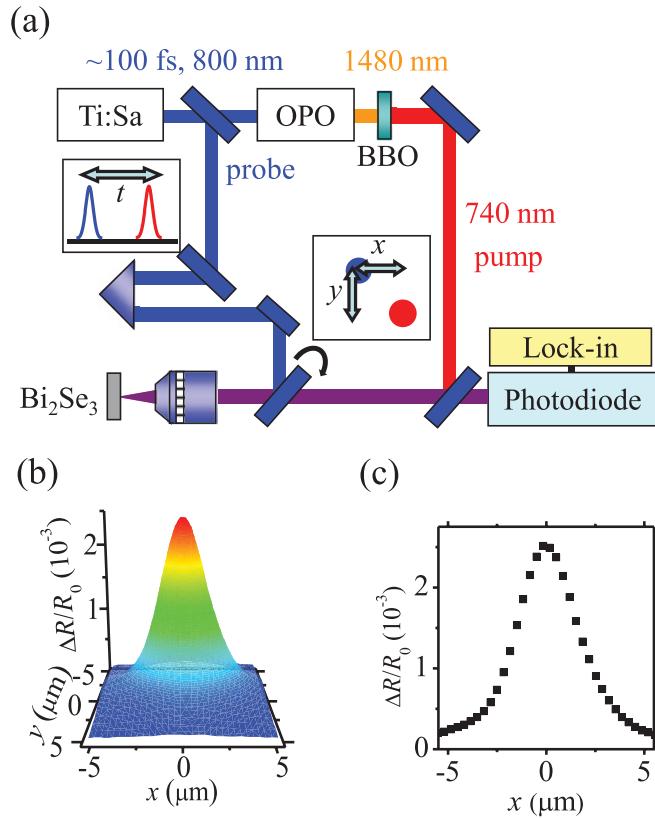 (a)
~100 fs, 800 nm
1480 nm
Ti:Sa
OPO
BBO
probe
t
740 nm
pump
x
y
Lock-in
Photodiode
Bi₂Se₃
(b)
(c)
ΔR/R₀ (10⁻³)
2
1
-5
0
5
y (μm)
-5
0
5
x (μm)
ΔR/R₀ (10⁻³)
2
1
0
-5
0
5
x (μm)